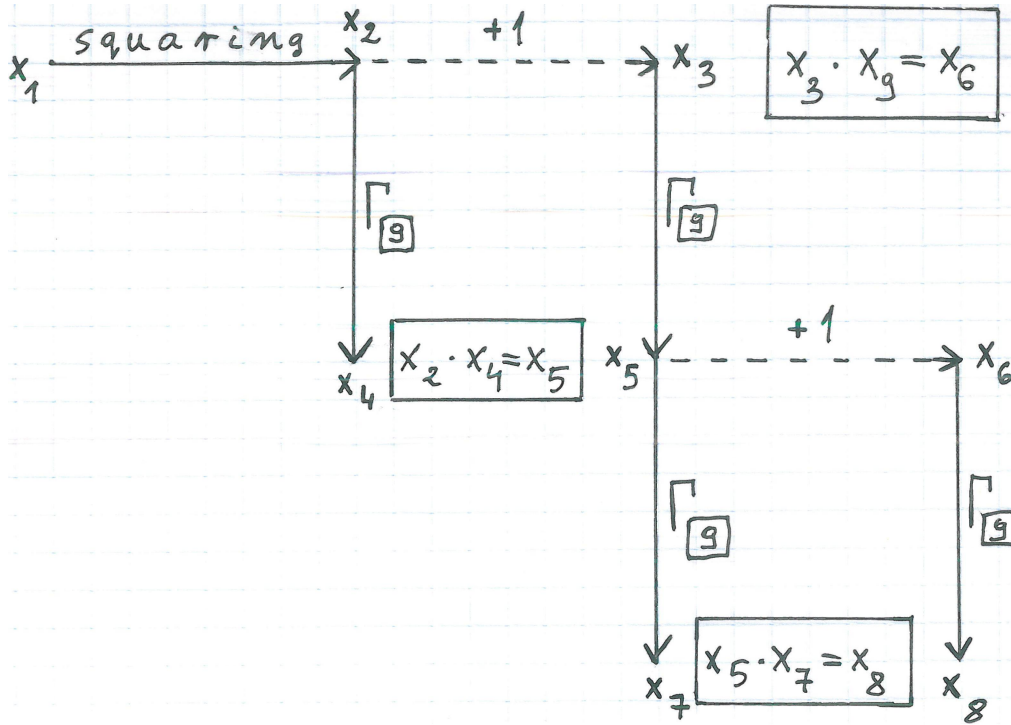 x₁ squaring x₂ +1 x₃
x₃ · x₉ = x₆
Γ₉ Γ₉
x₄ x₂ · x₄ = x₅ x₅ +1 x₆
Γ₉ Γ₉
x₇ x₅ · x₇ = x₈ x₈